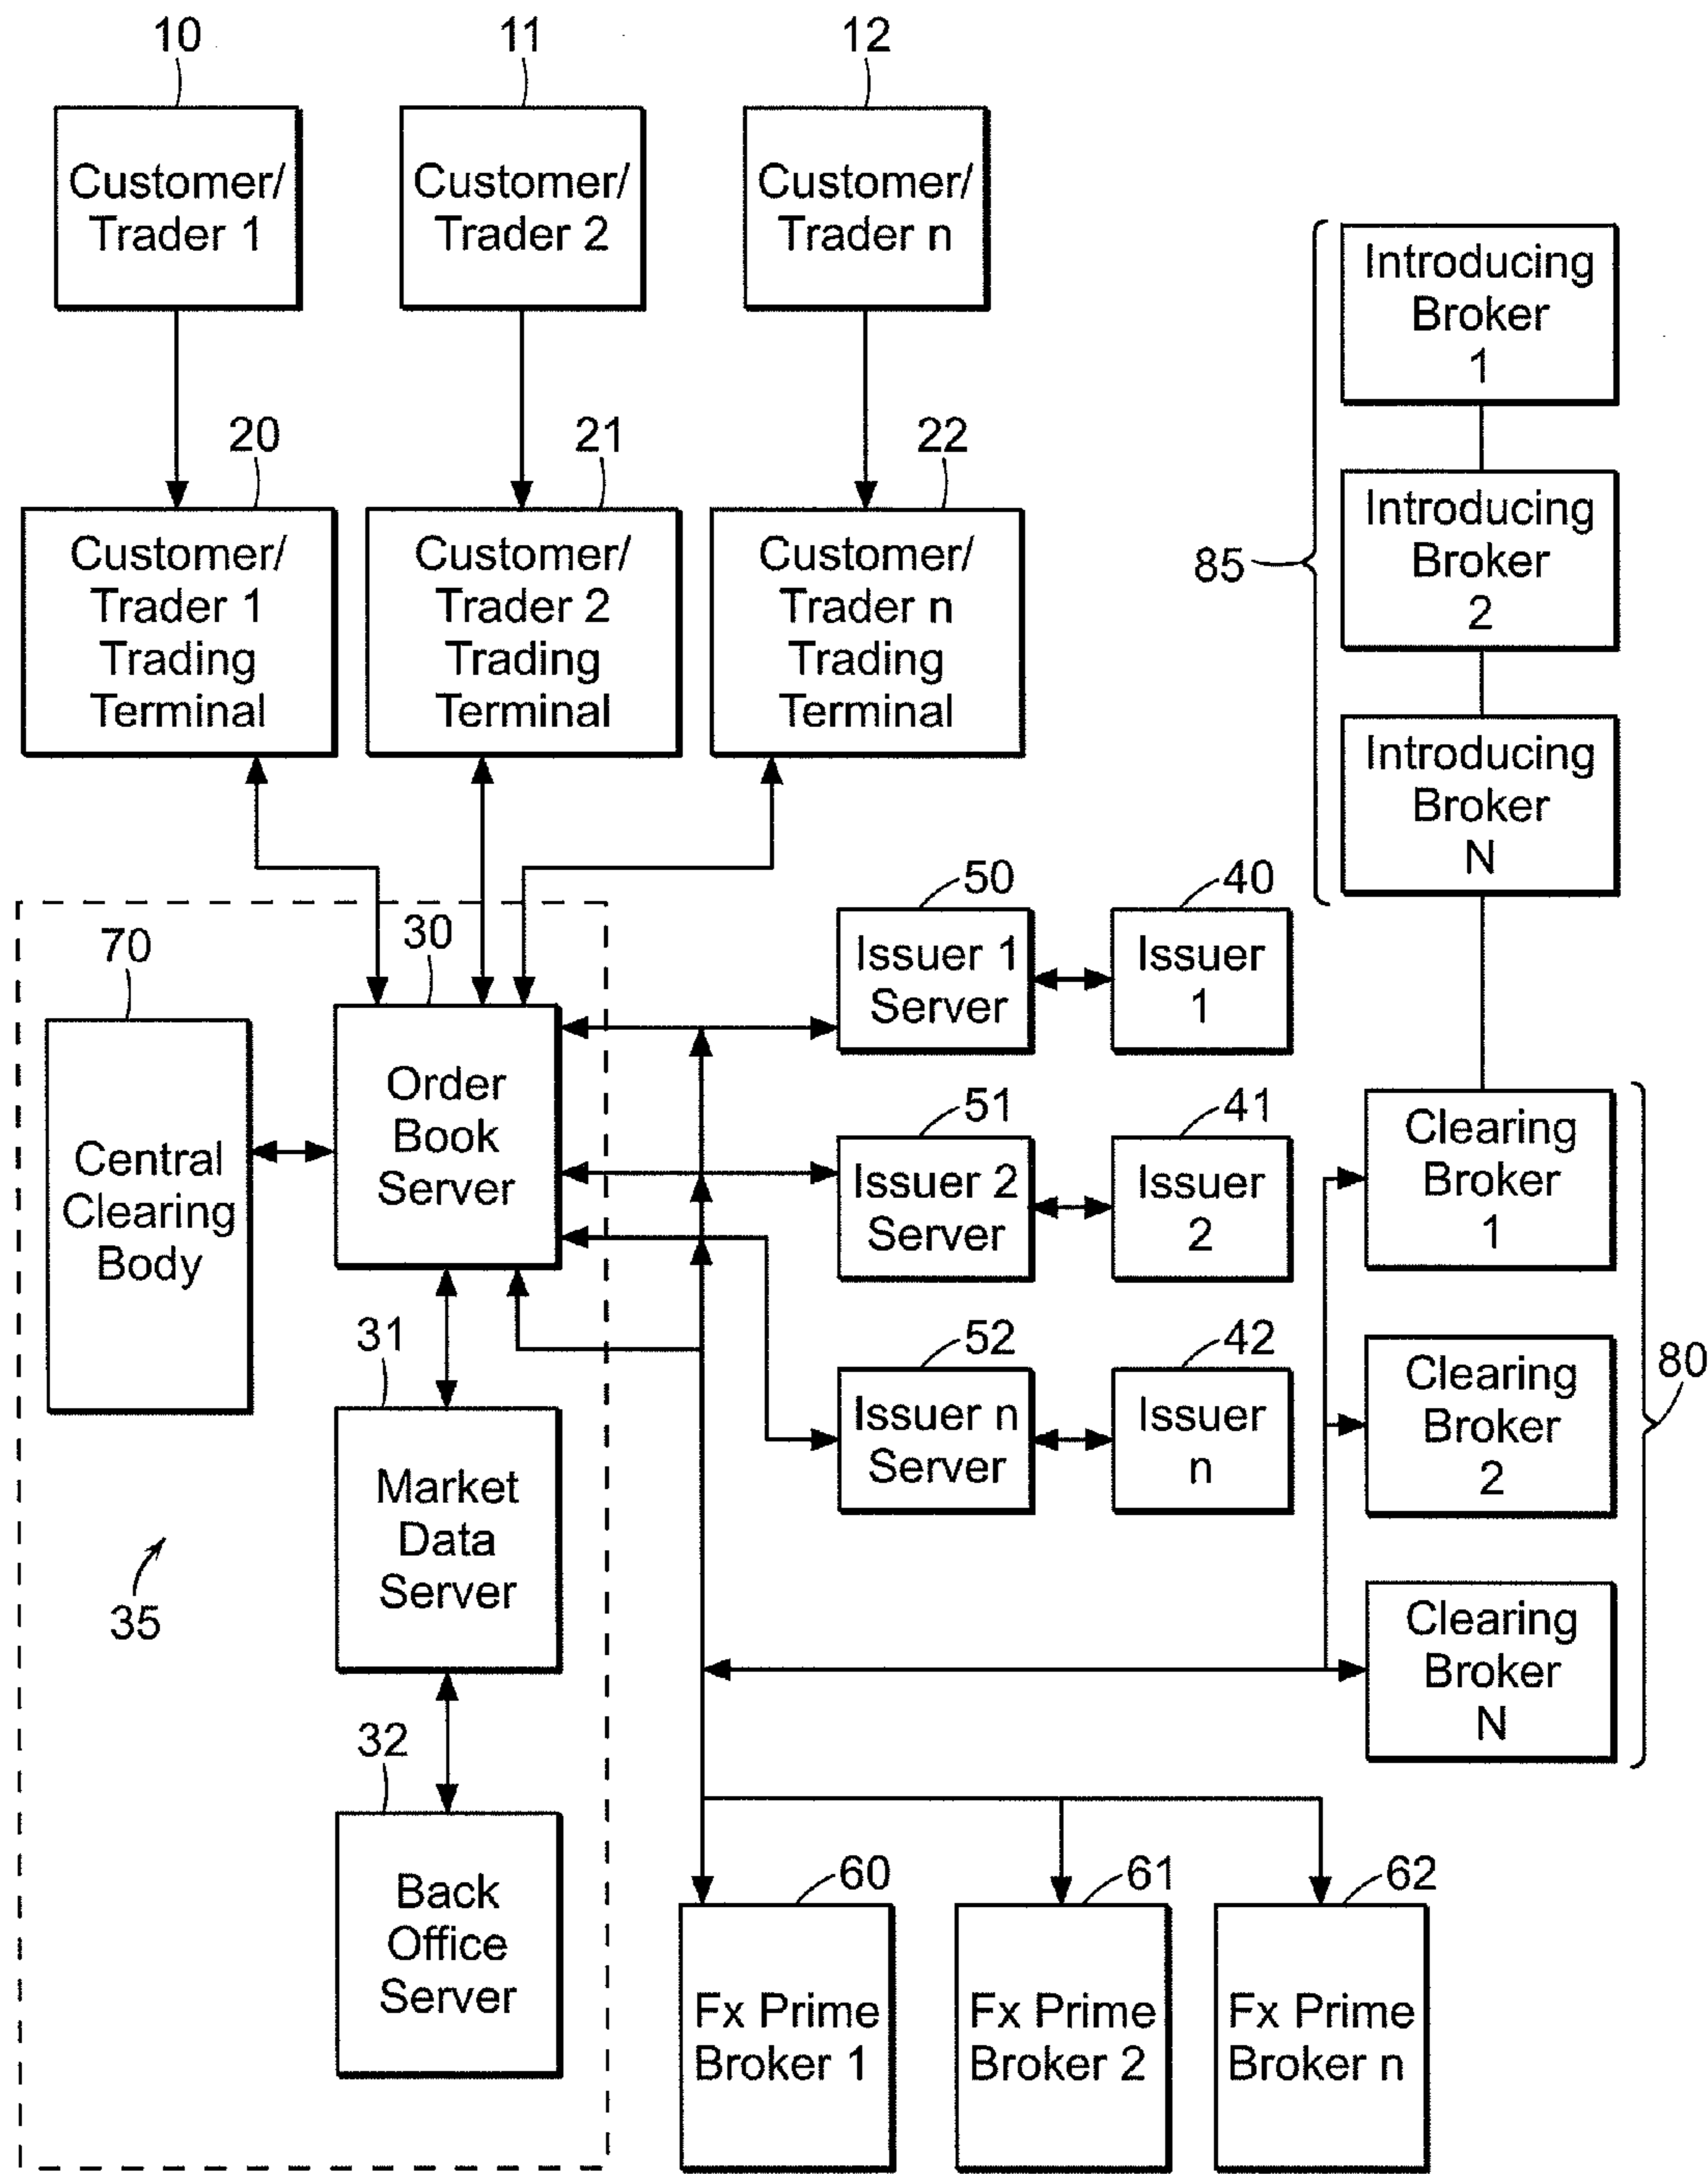 10
11
12
Customer/
Trader 1
Customer/
Trader 2
Customer/
Trader n
20
21
22
Customer/
Trader 1
Trading
Terminal
Customer/
Trader 2
Trading
Terminal
Customer/
Trader n
Trading
Terminal
85
Introducing
Broker
1
Introducing
Broker
2
Introducing
Broker
N
70
Central
Clearing
Body
30
Order
Book
Server
50
Issuer 1
Server
40
Issuer
1
51
Issuer 2
Server
41
Issuer
2
52
Issuer n
Server
42
Issuer
n
Clearing
Broker
1
Clearing
Broker
2
Clearing
Broker
N
80
31
Market
Data
Server
35
32
Back
Office
Server
60
Fx Prime
Broker 1
61
Fx Prime
Broker 2
62
Fx Prime
Broker n